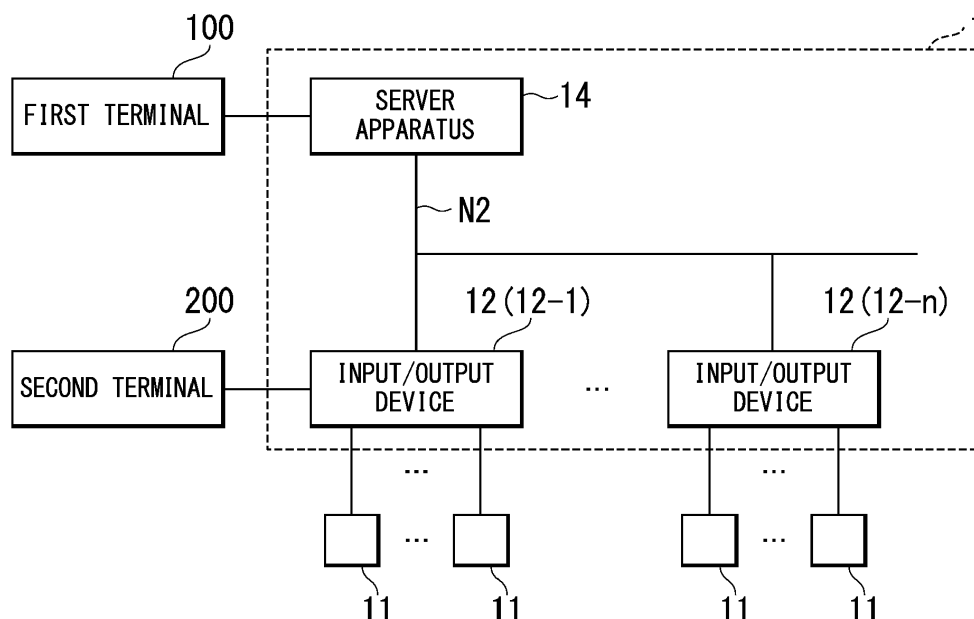 100
FIRST TERMINAL
SERVER
APPARATUS
14
N2
200
SECOND TERMINAL
12(12-1)
INPUT/OUTPUT
DEVICE
...
12(12-n)
INPUT/OUTPUT
DEVICE
...
...
...
...
11
11
11
11